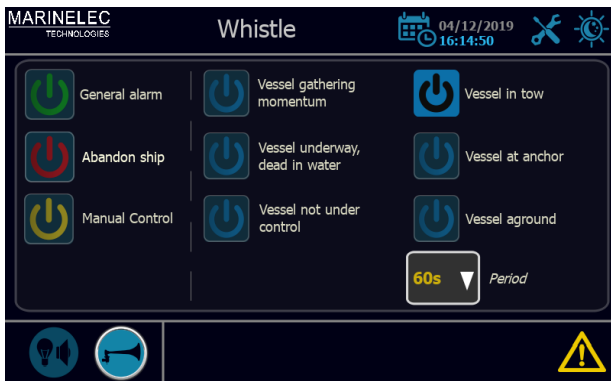 MARINELEC
TECHNOLOGIES
Whistle
04/12/2019
16:14:50
General alarm
Vessel gathering
momentum
Vessel in tow
Abandon ship
Vessel underway,
dead in water
Vessel at anchor
Manual Control
Vessel not under
control
Vessel aground
60s
Period